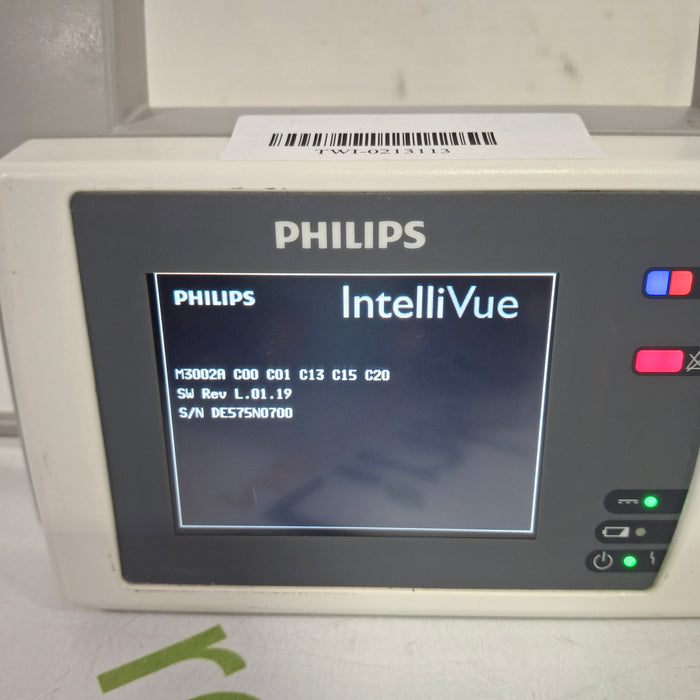 TWI-0213113
PHILIPS
PHILIPS IntelliVue
M3002A C00 C01 C13 C15 C20
SW Rev L.01.19
S/N DE575N0700